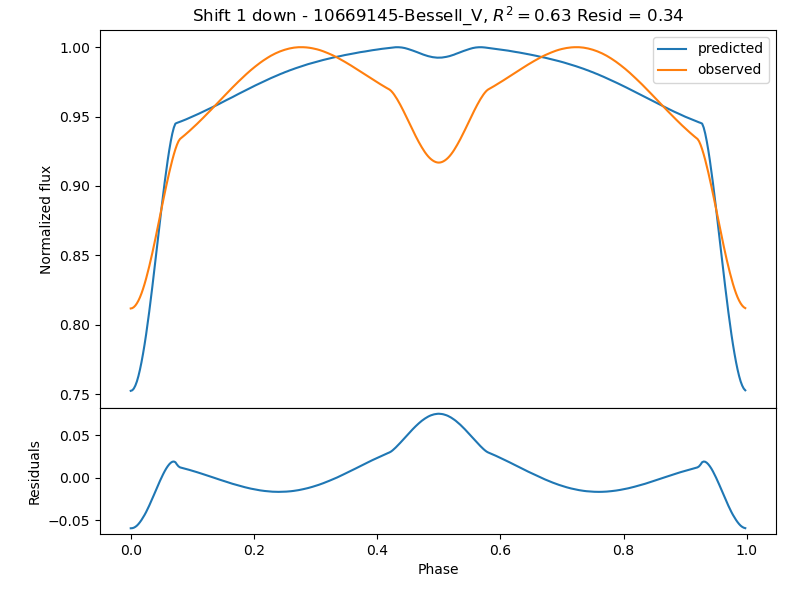 Shift 1 down - 10669145-Bessell_V, R² = 0.63 Resid = 0.34
predicted
observed
1.00
0.95
0.90
0.85
0.80
0.75
Normalized flux
0.05
0.00
−0.05
Residuals
0.0 0.2 0.4 0.6 0.8 1.0
Phase